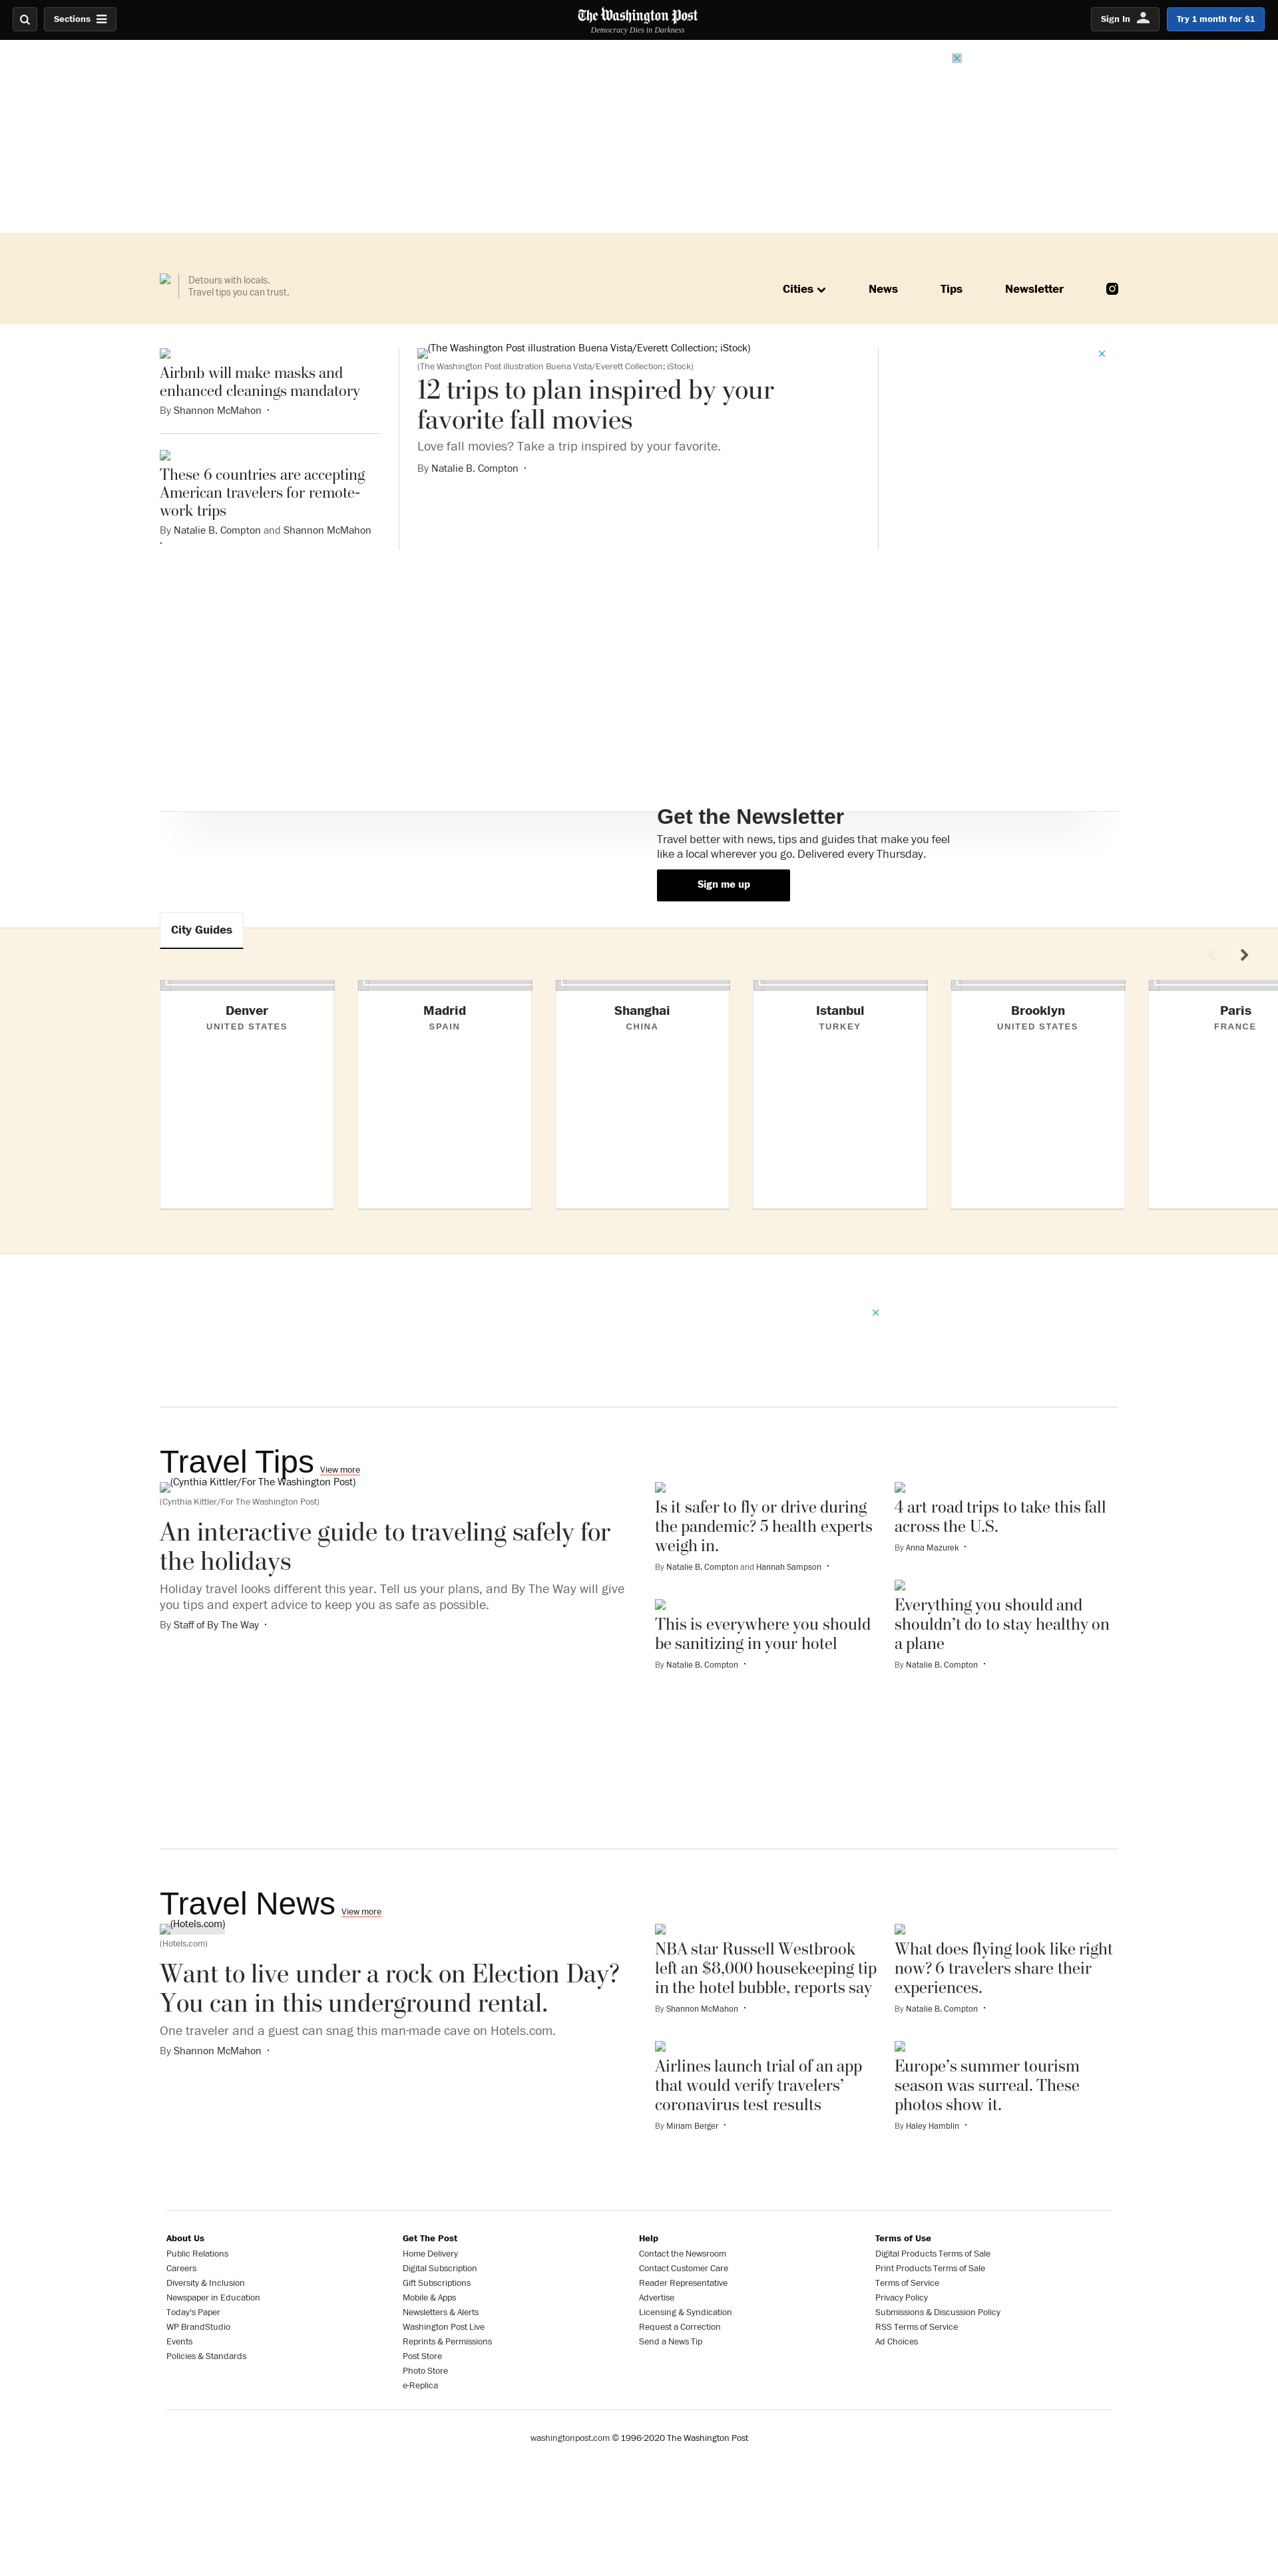 Sections
The Washington Post
Democracy Dies in Darkness
Sign In
Try 1 month for $1
Detours with locals.
Travel tips you can trust.
Cities
News
Tips
Newsletter
Airbnb will make masks and
enhanced cleanings mandatory
By Shannon McMahon •
These 6 countries are accepting
American travelers for remote-
work trips
By Natalie B. Compton and Shannon McMahon
•
(The Washington Post illustration Buena Vista/Everett Collection; iStock)
(The Washington Post illustration Buena Vista/Everett Collection; iStock)
12 trips to plan inspired by your
favorite fall movies
Love fall movies? Take a trip inspired by your favorite.
By Natalie B. Compton •
Get the Newsletter
Travel better with news, tips and guides that make you feel
like a local wherever you go. Delivered every Thursday.
Sign me up
City Guides
Denver
UNITED STATES
Madrid
SPAIN
Shanghai
CHINA
Istanbul
TURKEY
Brooklyn
UNITED STATES
Paris
FRANCE
Travel Tips View more
(Cynthia Kittler/For The Washington Post)
(Cynthia Kittler/For The Washington Post)
An interactive guide to traveling safely for
the holidays
Holiday travel looks different this year. Tell us your plans, and By The Way will give
you tips and expert advice to keep you as safe as possible.
By Staff of By The Way •
Is it safer to fly or drive during
the pandemic? 5 health experts
weigh in.
By Natalie B. Compton and Hannah Sampson •
This is everywhere you should
be sanitizing in your hotel
By Natalie B. Compton •
4 art road trips to take this fall
across the U.S.
By Anna Mazurek •
Everything you should and
shouldn’t do to stay healthy on
a plane
By Natalie B. Compton •
Travel News View more
(Hotels.com)
(Hotels.com)
Want to live under a rock on Election Day?
You can in this underground rental.
One traveler and a guest can snag this man-made cave on Hotels.com.
By Shannon McMahon •
NBA star Russell Westbrook
left an $8,000 housekeeping tip
in the hotel bubble, reports say
By Shannon McMahon •
Airlines launch trial of an app
that would verify travelers’
coronavirus test results
By Miriam Berger •
What does flying look like right
now? 6 travelers share their
experiences.
By Natalie B. Compton •
Europe’s summer tourism
season was surreal. These
photos show it.
By Haley Hamblin •
About Us
Public Relations
Careers
Diversity & Inclusion
Newspaper in Education
Today's Paper
WP BrandStudio
Events
Policies & Standards
Get The Post
Home Delivery
Digital Subscription
Gift Subscriptions
Mobile & Apps
Newsletters & Alerts
Washington Post Live
Reprints & Permissions
Post Store
Photo Store
e-Replica
Help
Contact the Newsroom
Contact Customer Care
Reader Representative
Advertise
Licensing & Syndication
Request a Correction
Send a News Tip
Terms of Use
Digital Products Terms of Sale
Print Products Terms of Sale
Terms of Service
Privacy Policy
Submissions & Discussion Policy
RSS Terms of Service
Ad Choices
washingtonpost.com © 1996-2020 The Washington Post